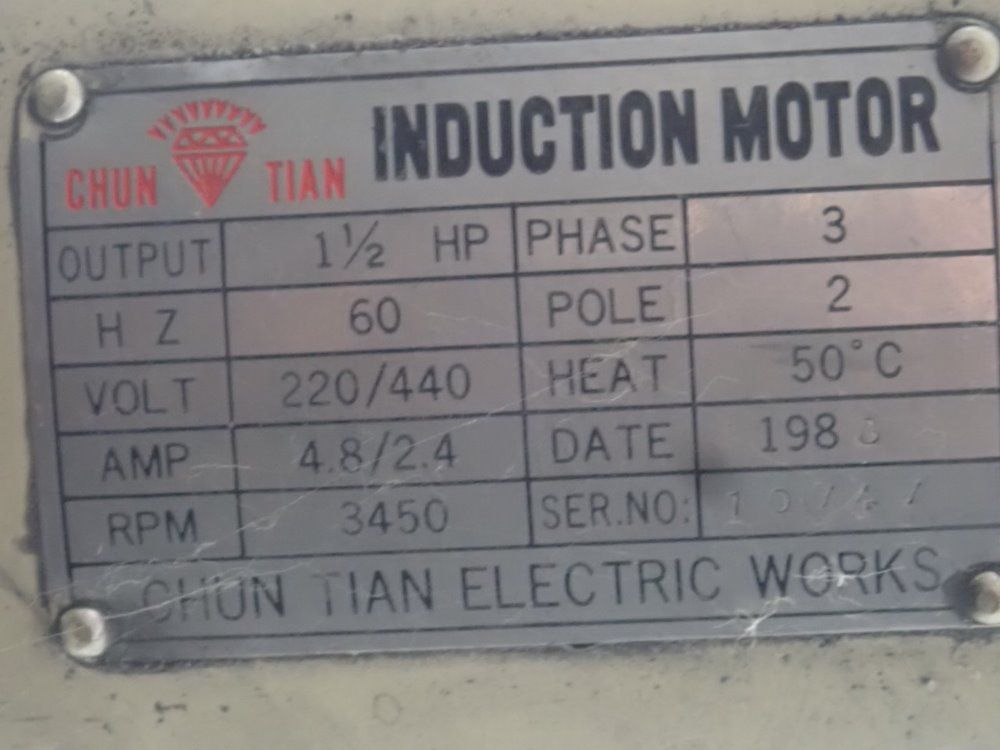 CHUN TIAN INDUCTION MOTOR
OUTPUT 1½ HP PHASE 3
H Z 60 POLE 2
VOLT 220/440 HEAT 50°C
AMP 4.8/2.4 DATE
RPM 3450 SER.NO:
CHUN TIAN ELECTRIC WORKS